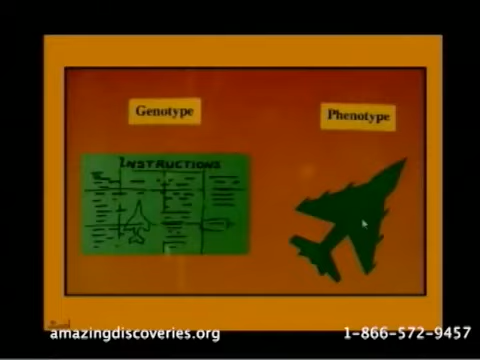 Genotype
Phenotype
INSTRUCTIONS
amazingdiscoveries.org
1-866-572-9457